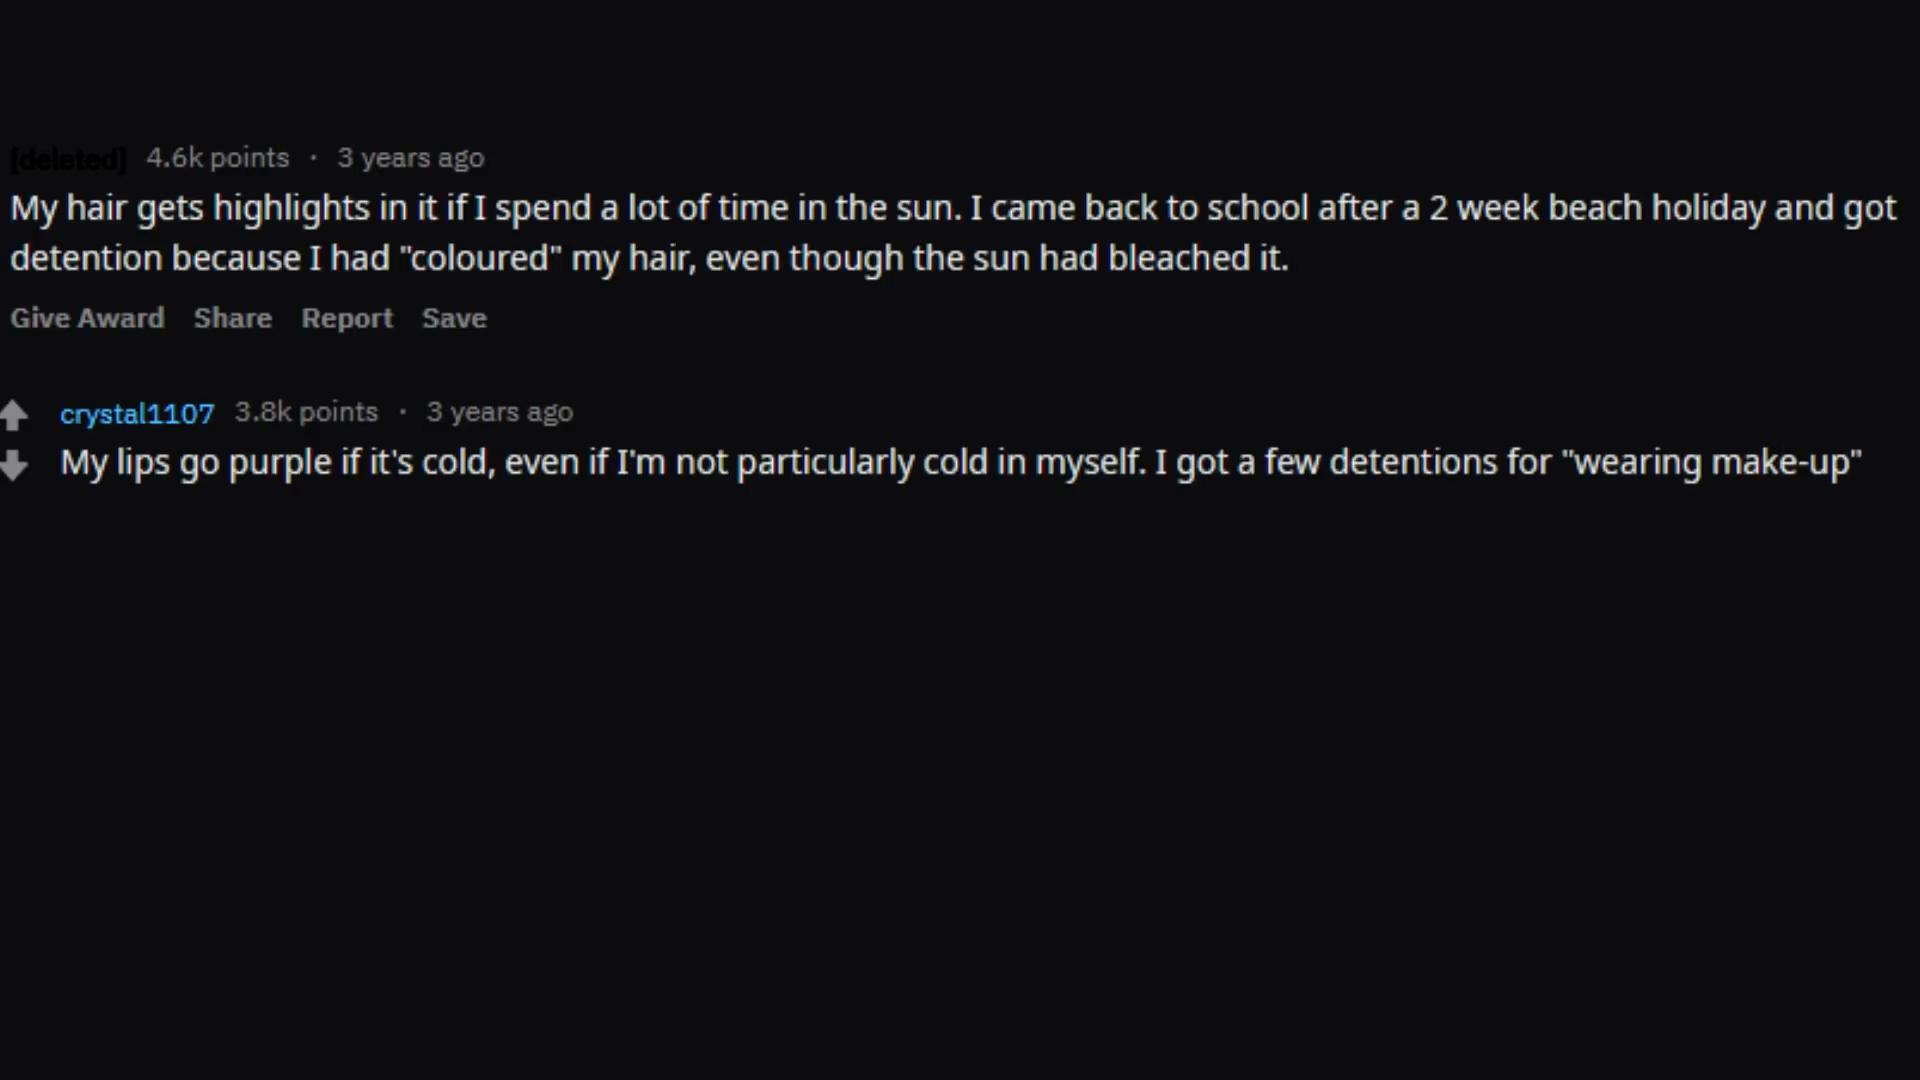 [deleted] 4.6k points · 3 years ago
My hair gets highlights in it if I spend a lot of time in the sun. I came back to school after a 2 week beach holiday and got
detention because I had "coloured" my hair, even though the sun had bleached it.
Give Award Share Report Save
crystal1107 3.8k points · 3 years ago
My lips go purple if it's cold, even if I'm not particularly cold in myself. I got a few detentions for "wearing make-up"